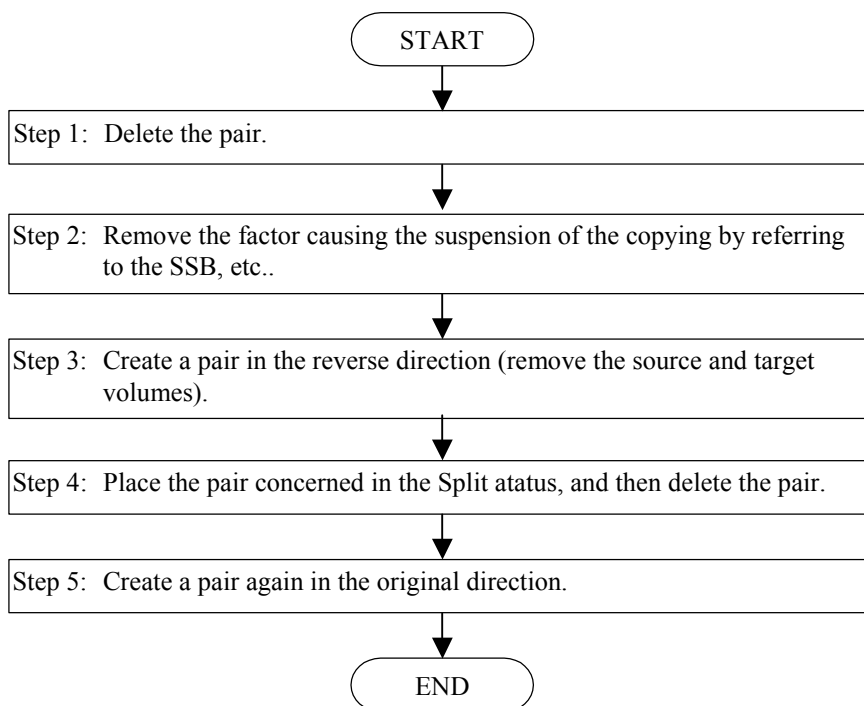 START
Step 1: Delete the pair.
Step 2: Remove the factor causing the suspension of the copying by referring
to the SSB, etc..
Step 3: Create a pair in the reverse direction (remove the source and target
volumes).
Step 4: Place the pair concerned in the Split atatus, and then delete the pair.
Step 5: Create a pair again in the original direction.
END